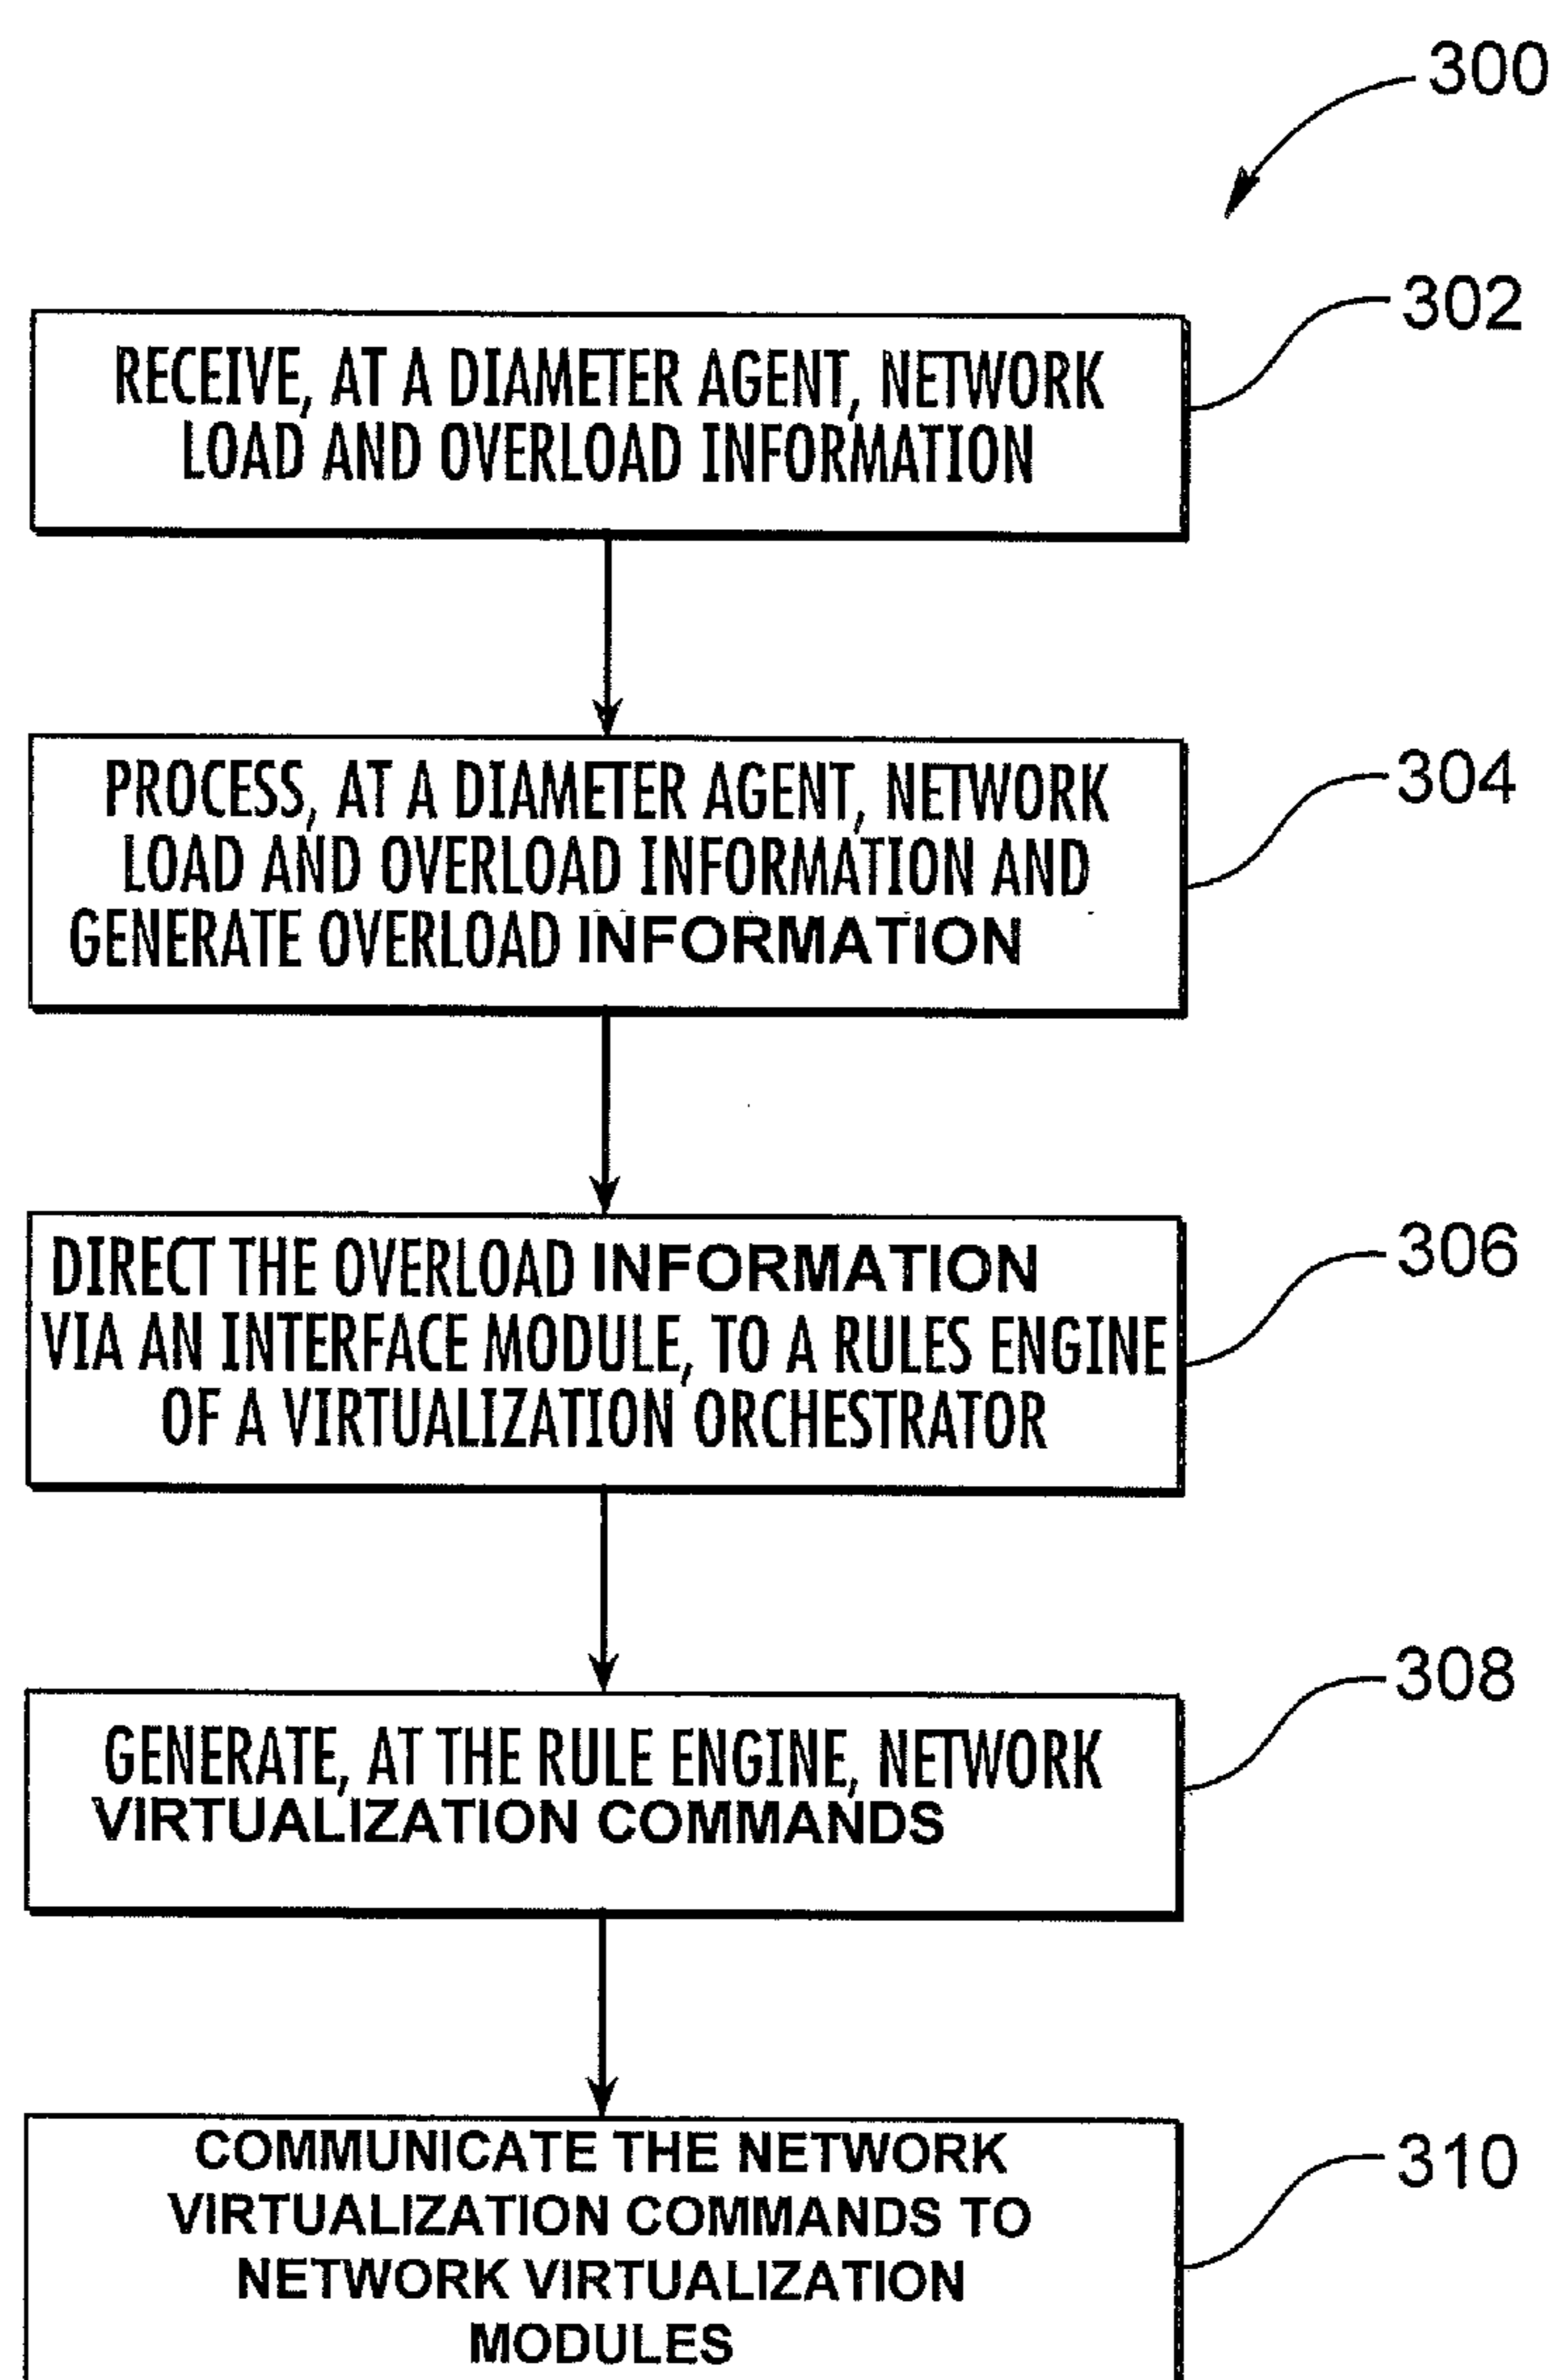 300
302
RECEIVE, AT A DIAMETER AGENT, NETWORK
LOAD AND OVERLOAD INFORMATION
304
PROCESS, AT A DIAMETER AGENT, NETWORK
LOAD AND OVERLOAD INFORMATION AND
GENERATE OVERLOAD INFORMATION
306
DIRECT THE OVERLOAD INFORMATION
VIA AN INTERFACE MODULE, TO A RULES ENGINE
OF A VIRTUALIZATION ORCHESTRATOR
308
GENERATE, AT THE RULE ENGINE, NETWORK
VIRTUALIZATION COMMANDS
310
COMMUNICATE THE NETWORK
VIRTUALIZATION COMMANDS TO
NETWORK VIRTUALIZATION
MODULES